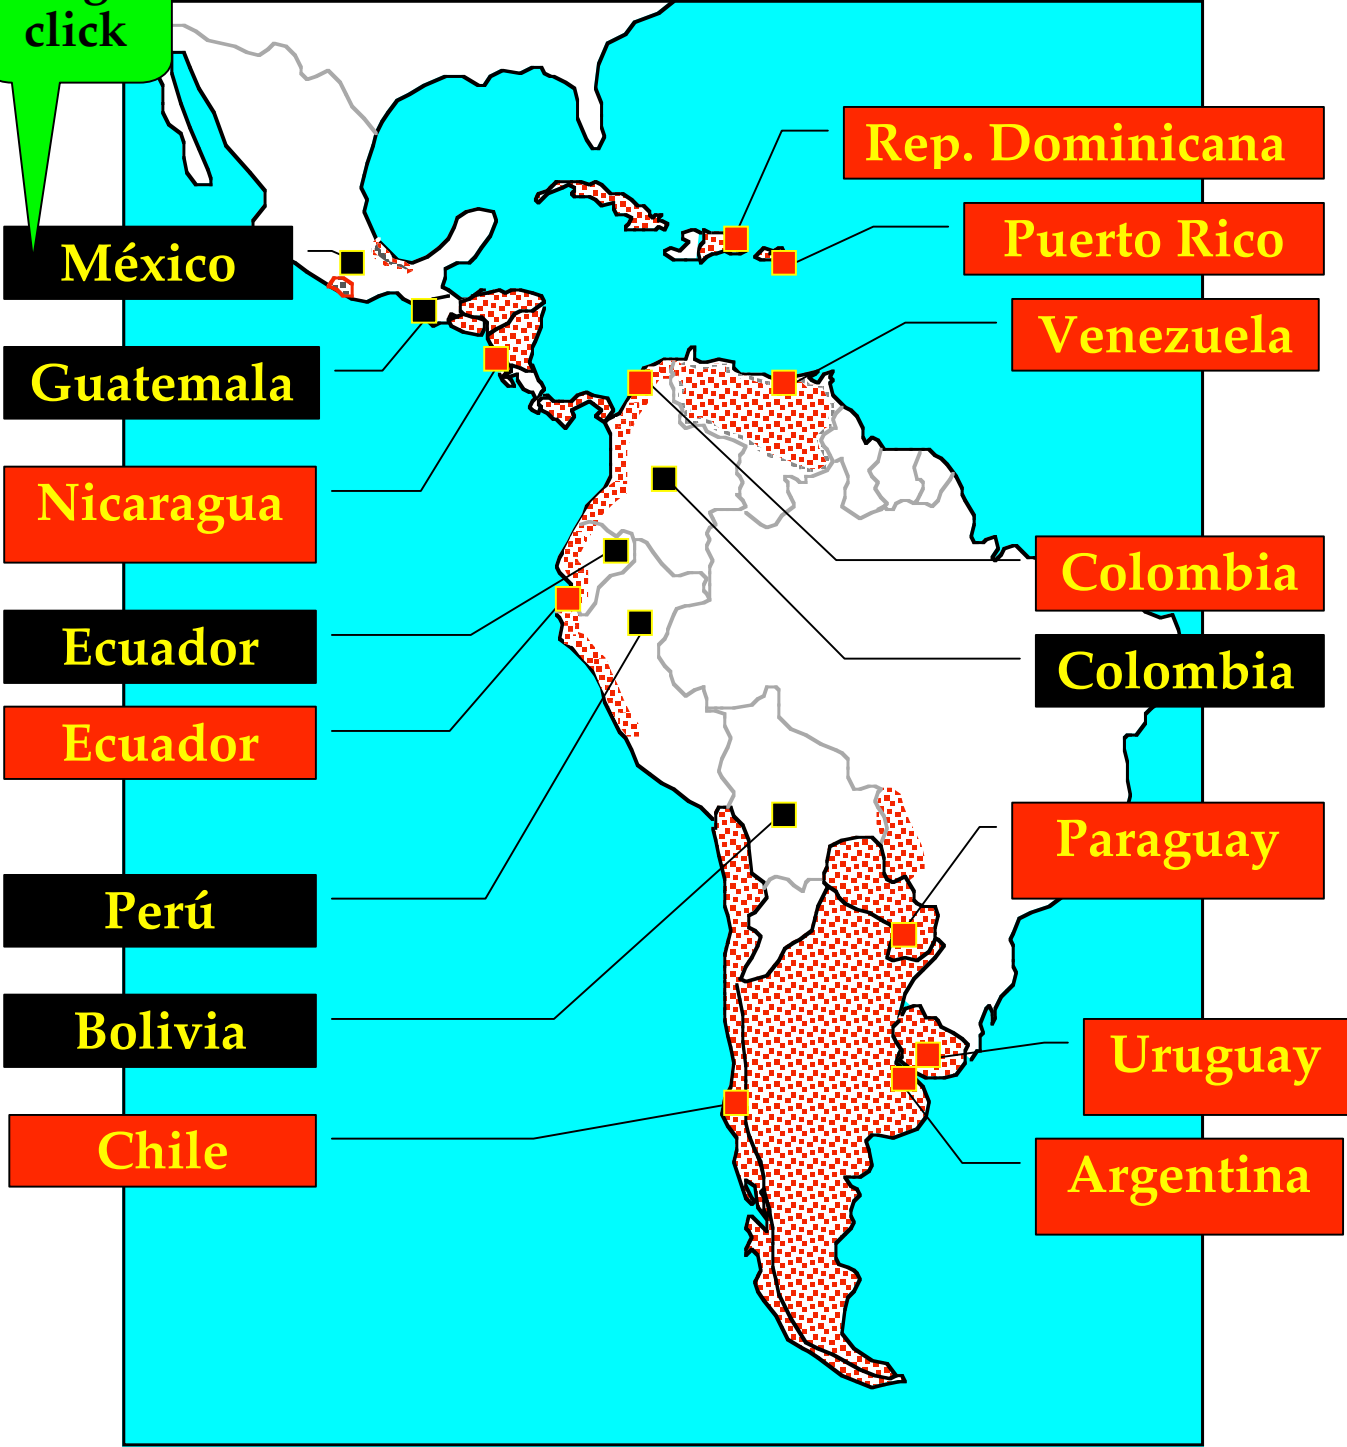 click
Rep. Dominicana
Puerto Rico
México
Venezuela
Guatemala
Nicaragua
Colombia
Ecuador
Colombia
Ecuador
Paraguay
Perú
Bolivia
Uruguay
Chile
Argentina